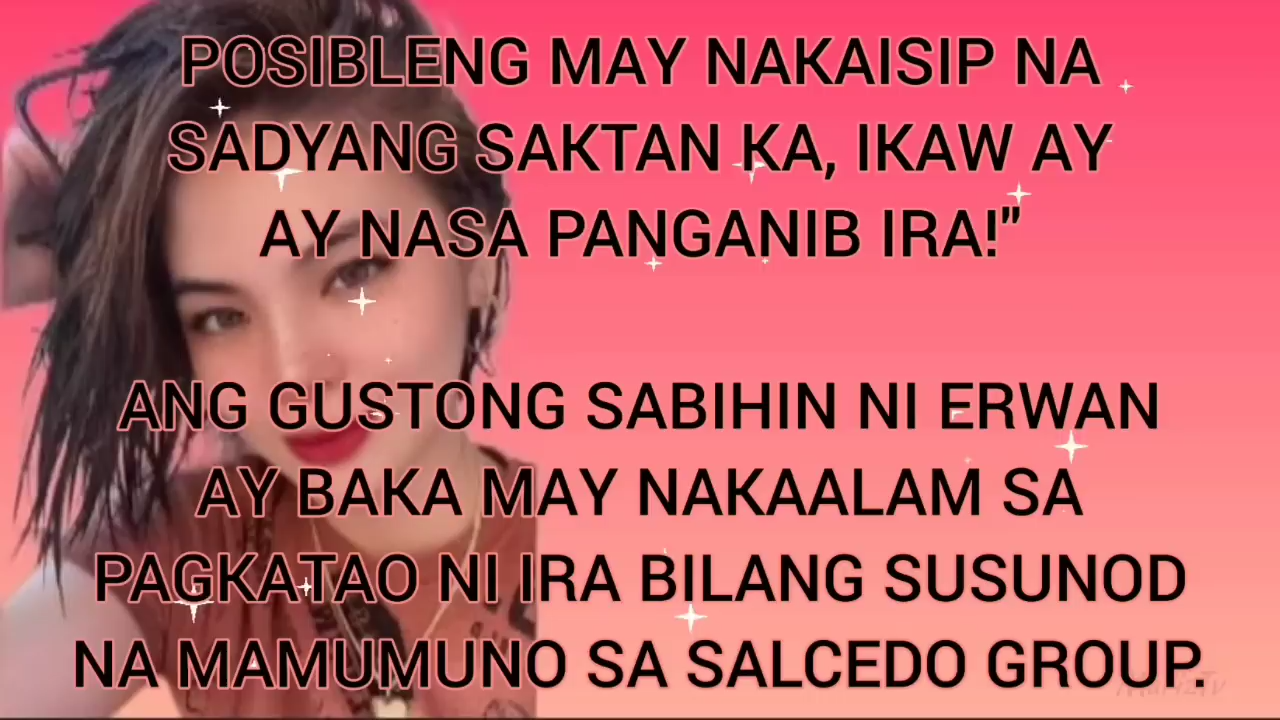 POSIBLENG MAY NAKAISIP NA
SADYANG SAKTAN KA, IKAW AY
AY NASA PANGANIB IRA!”
ANG GUSTONG SABIHIN NI ERWAN
AY BAKA MAY NAKAALAM SA
PAGKATAO NI IRA BILANG SUSUNOD
NA MAMUMUNO SA SALCEDO GROUP.